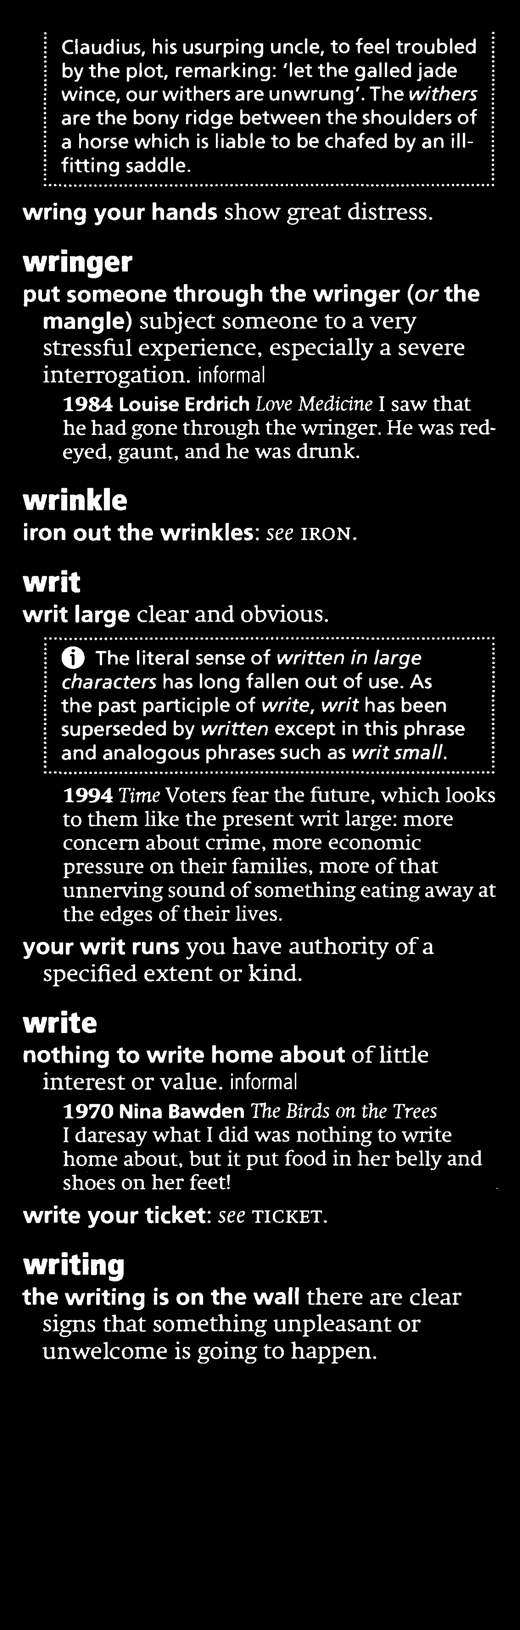 Claudius, his usurping uncle, to feel troubled
by the plot, remarking: ‘let the galled jade
wince, our withers are unwrung’. The withers
are the bony ridge between the shoulders of
a horse which is liable to be chafed by an ill-
fitting saddle.
wring your hands show great distress.
wringer
put someone through the wringer (or the
mangle) subject someone to a very
stressful experience, especially a severe
interrogation. informal
1984 Louise Erdrich Love Medicine I saw that
he had gone through the wringer. He was red-
eyed, gaunt, and he was drunk.
wrinkle
iron out the wrinkles: see IRON.
writ
writ large clear and obvious.
i The literal sense of written in large
characters has long fallen out of use. As
the past participle of write, writ has been
superseded by written except in this phrase
and analogous phrases such as writ small.
1994 Time Voters fear the future, which looks
to them like the present writ large: more
concern about crime, more economic
pressure on their families, more of that
unnerving sound of something eating away at
the edges of their lives.
your writ runs you have authority of a
specified extent or kind.
write
nothing to write home about of little
interest or value. informal
1970 Nina Bawden The Birds on the Trees
I daresay what I did was nothing to write
home about, but it put food in her belly and
shoes on her feet!
write your ticket: see TICKET.
writing
the writing is on the wall there are clear
signs that something unpleasant or
unwelcome is going to happen.